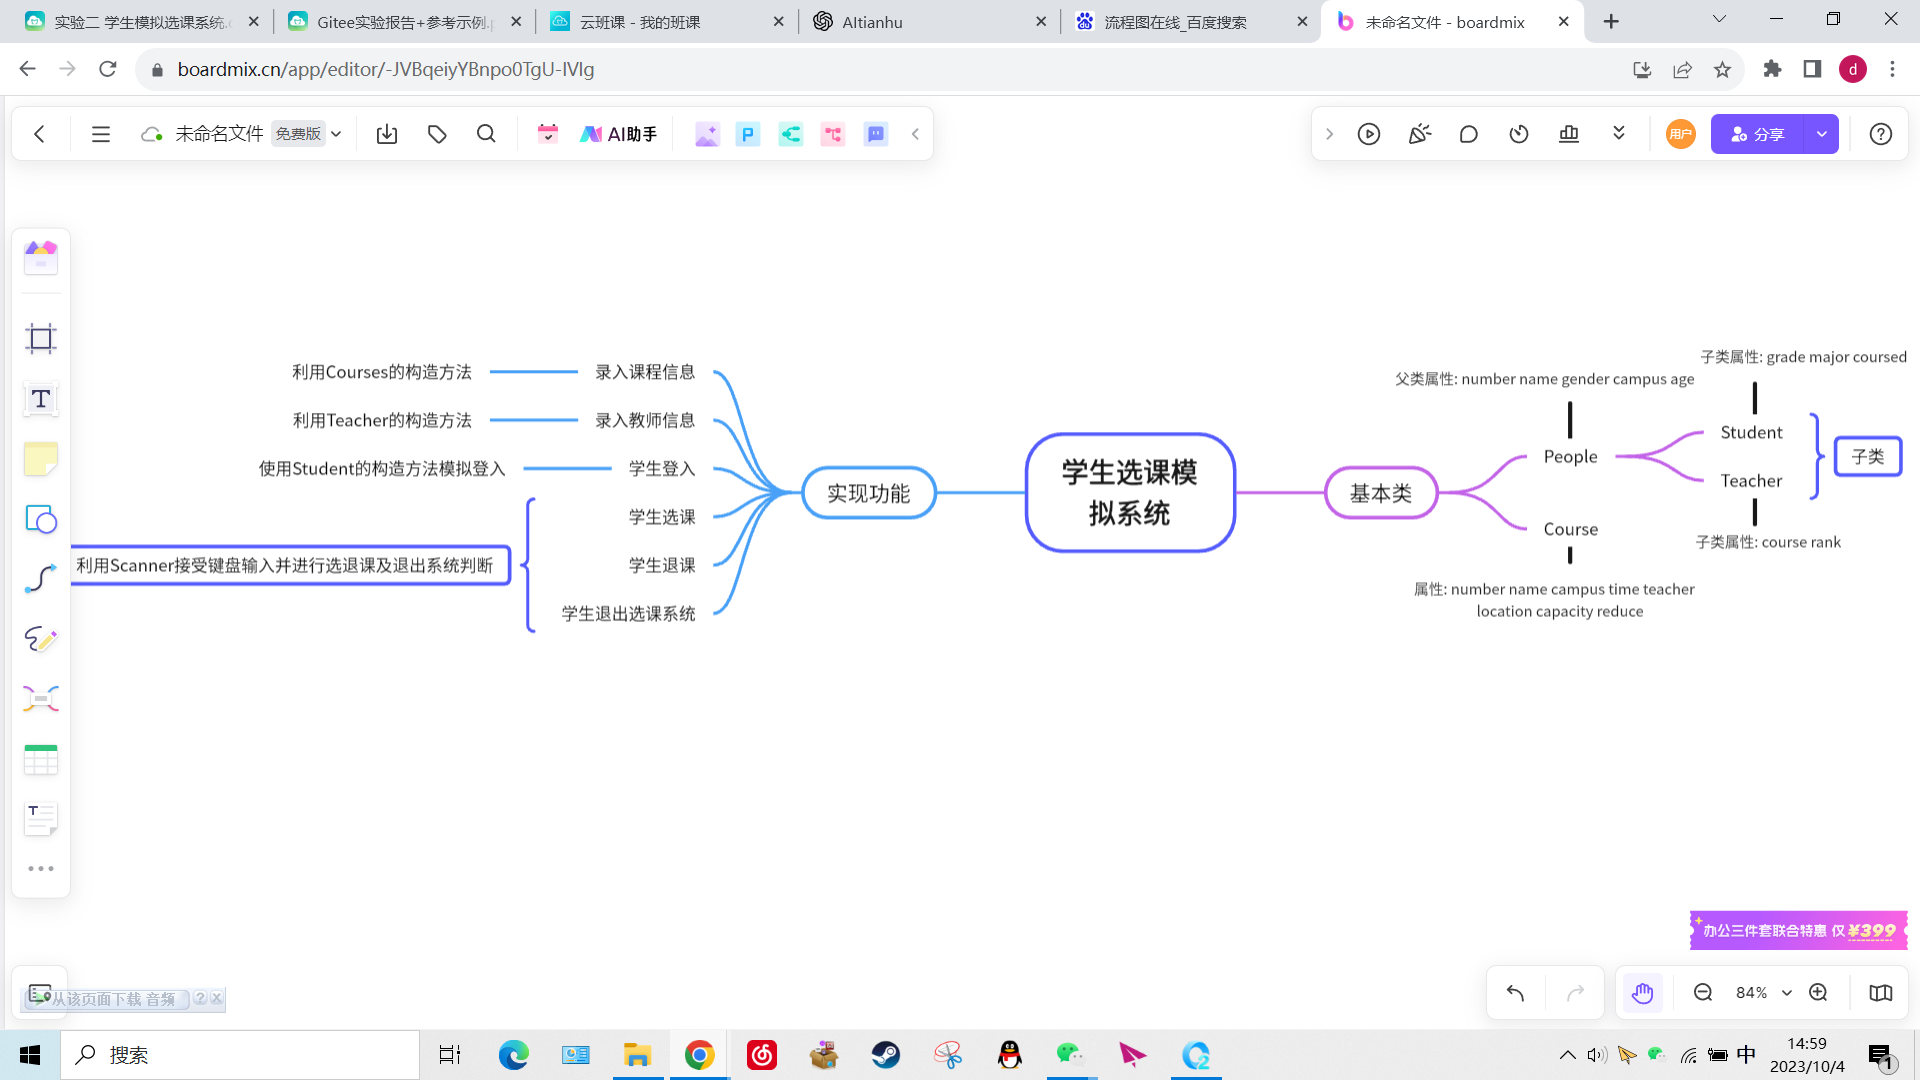 实验二 学生模拟选课系统.
Gitee实验报告+参考示例.p
云班课 - 我的班课
AItianhu
流程图在线_百度搜索
未命名文件 - boardmix
boardmix.cn/app/editor/-JVBqeiyYBnpo0TgU-IVIg
d
未命名文件
免费版
AI助手
用户
分享
子类属性: grade major coursed
父类属性: number name gender campus age
利用Courses的构造方法
录入课程信息
利用Teacher的构造方法
录入教师信息
使用Student的构造方法模拟登入
学生登入
学生选课
利用Scanner接受键盘输入并进行选退课及退出系统判断
学生退课
学生退出选课系统
实现功能
学生选课模
拟系统
基本类
People
Student
Teacher
子类
子类属性: course rank
Course
属性: number name campus time teacher
location capacity reduce
办公三件套联合特惠 仅 ¥399
从该页面下载 音频
84%
搜索
中
14:59
2023/10/4
1